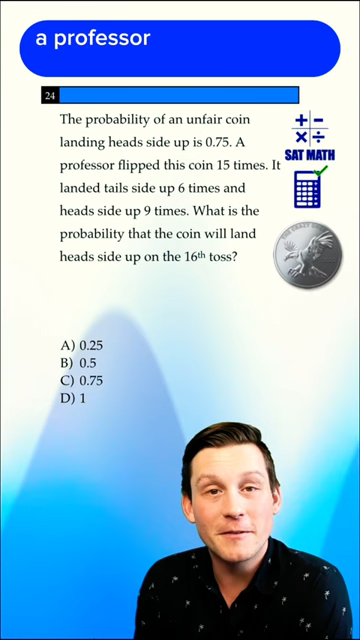 a professor
24
The probability of an unfair coin
landing heads side up is 0.75. A
professor flipped this coin 15 times. It
landed tails side up 6 times and
heads side up 9 times. What is the
probability that the coin will land
heads side up on the 16th toss?
+ −
× ÷
SAT MATH
A) 0.25
B) 0.5
C) 0.75
D) 1